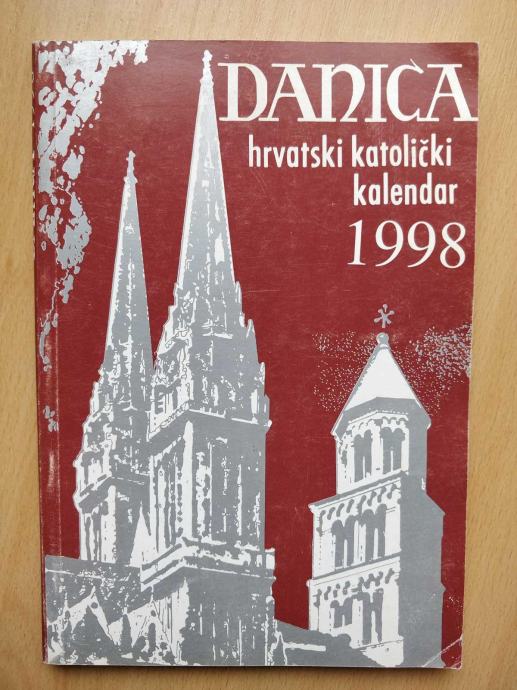 DANICA
hrvatski katolički
kalendar
1998